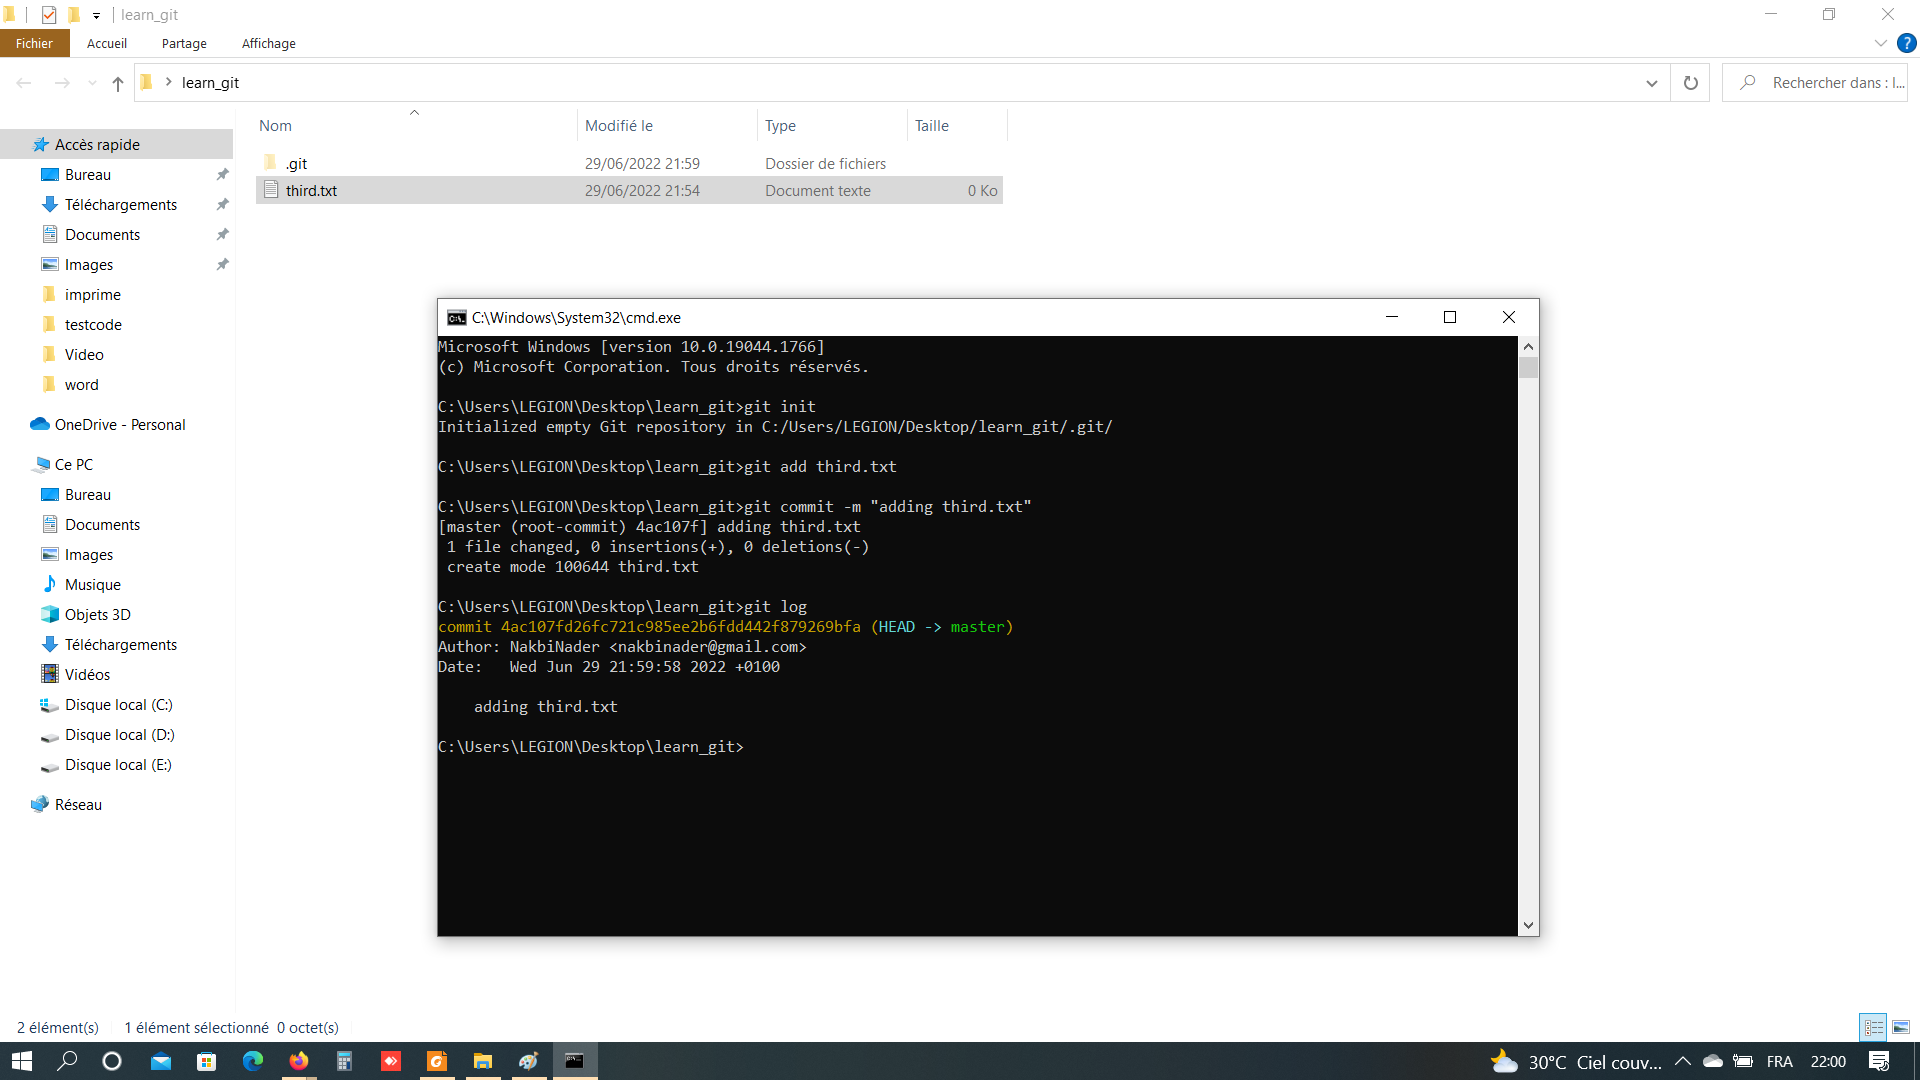 learn_git
Fichier Accueil Partage Affichage
learn_git
Rechercher dans : l...
Nom Modifié le Type Taille
.git 29/06/2022 21:59 Dossier de fichiers
third.txt 29/06/2022 21:54 Document texte 0 Ko
Accès rapide
Bureau
Téléchargements
Documents
Images
imprime
testcode
Video
word
OneDrive - Personal
Ce PC
Bureau
Documents
Images
Musique
Objets 3D
Téléchargements
Vidéos
Disque local (C:)
Disque local (D:)
Disque local (E:)
Réseau
C:\Windows\System32\cmd.exe
Microsoft Windows [version 10.0.19044.1766]
(c) Microsoft Corporation. Tous droits réservés.
C:\Users\LEGION\Desktop\learn_git>git init
Initialized empty Git repository in C:/Users/LEGION/Desktop/learn_git/.git/
C:\Users\LEGION\Desktop\learn_git>git add third.txt
C:\Users\LEGION\Desktop\learn_git>git commit -m "adding third.txt"
[master (root-commit) 4ac107f] adding third.txt
1 file changed, 0 insertions(+), 0 deletions(-)
create mode 100644 third.txt
C:\Users\LEGION\Desktop\learn_git>git log
commit 4ac107fd26fc721c985ee2b6fdd442f879269bfa (HEAD -> master)
Author: NakbiNader <nakbinader@gmail.com>
Date:   Wed Jun 29 21:59:58 2022 +0100
adding third.txt
C:\Users\LEGION\Desktop\learn_git>
2 élément(s) 1 élément sélectionné 0 octet(s)
30°C Ciel couv... FRA 22:00